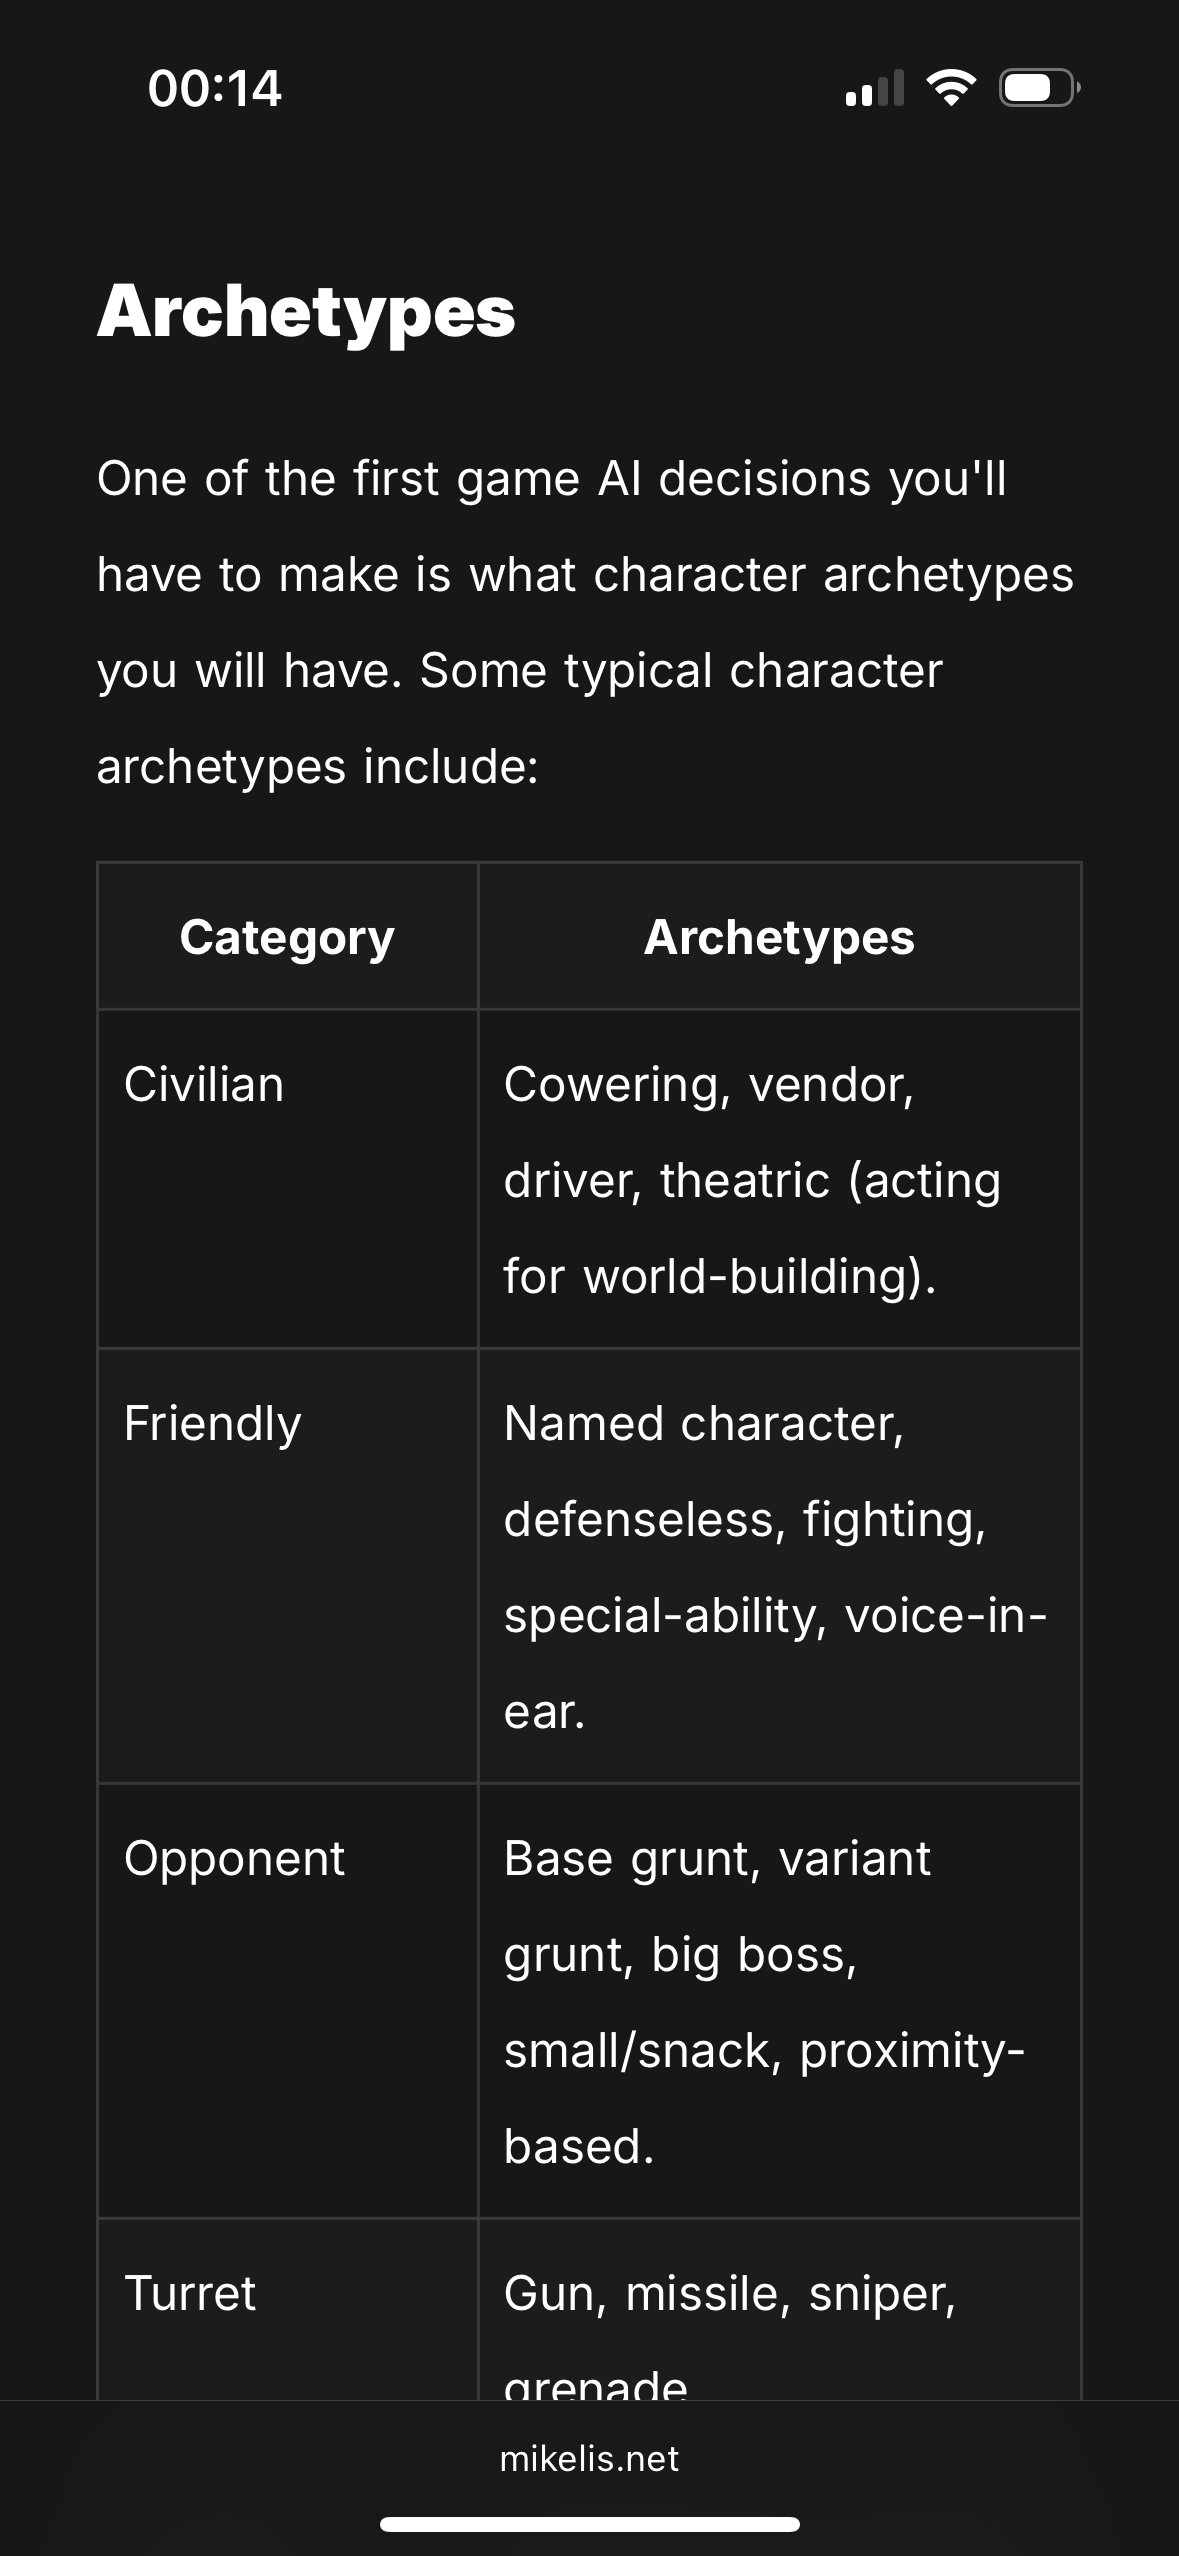 00:14
Archetypes
One of the first game AI decisions you'll
have to make is what character archetypes
you will have. Some typical character
archetypes include:
Category
Archetypes
Civilian
Cowering, vendor,
driver, theatric (acting
for world-building).
Friendly
Named character,
defenseless, fighting,
special-ability, voice-in-
ear.
Opponent
Base grunt, variant
grunt, big boss,
small/snack, proximity-
based.
Turret
Gun, missile, sniper,
grenade
mikelis.net